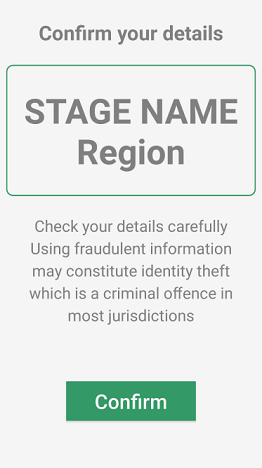 Confirm your details
STAGE NAME
Region
Check your details carefully
Using fraudulent information
may constitute identity theft
which is a criminal offence in
most jurisdictions
Confirm